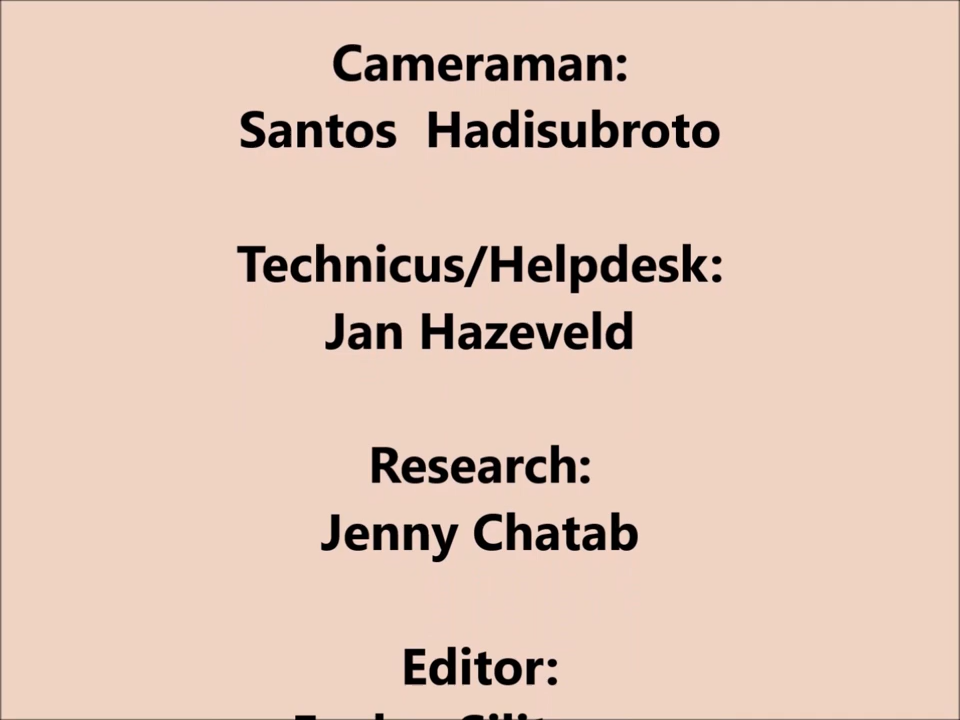 Cameraman:
Santos Hadisubroto
Technicus/Helpdesk:
Jan Hazeveld
Research:
Jenny Chatab
Editor: